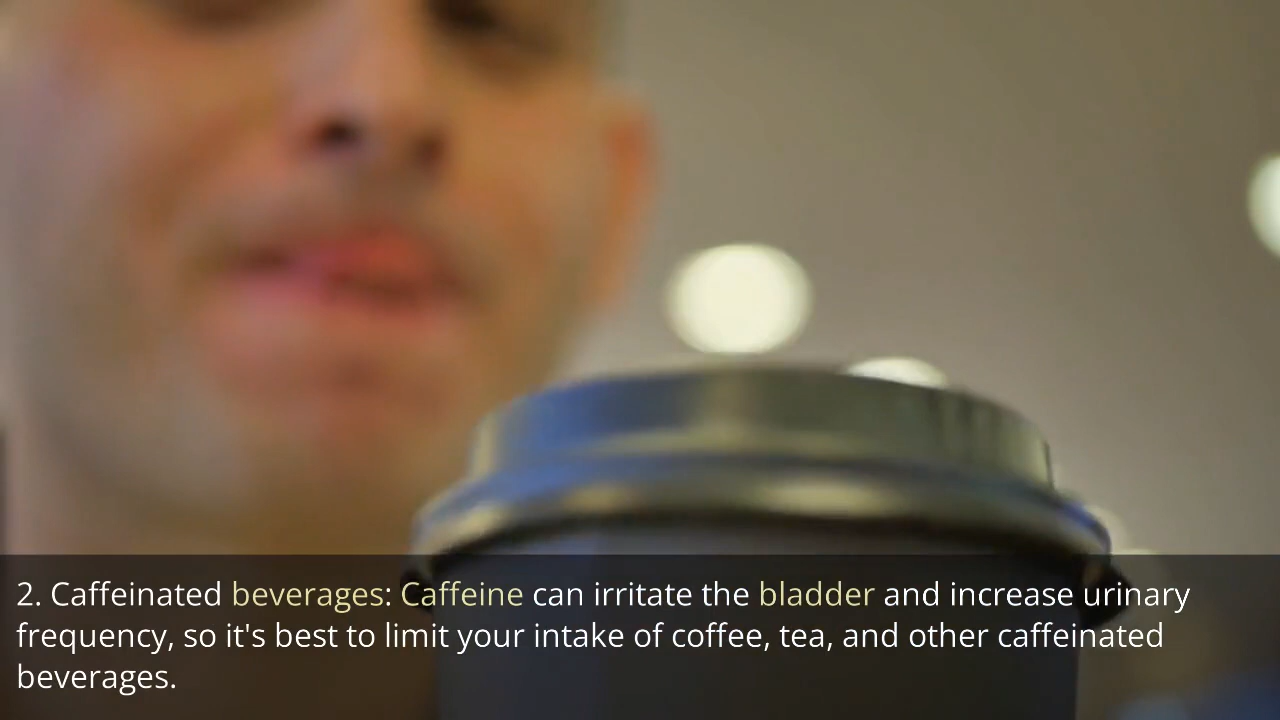 2. Caffeinated beverages: Caffeine can irritate the bladder and increase urinary
frequency, so it's best to limit your intake of coffee, tea, and other caffeinated
beverages.